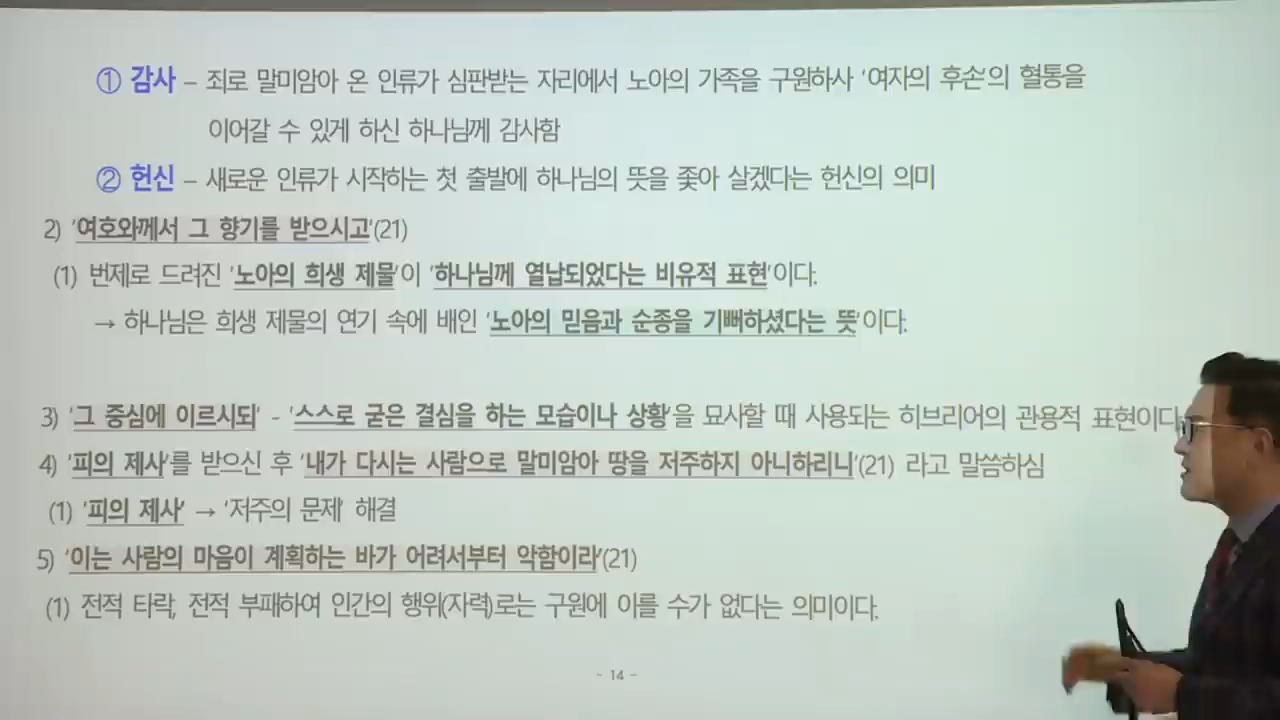 ① 감사 – 죄로 말미암아 온 인류가 심판받는 자리에서 노아의 가족을 구원하사 '여자의 후손'의 혈통을
이어갈 수 있게 하신 하나님께 감사함
② 헌신 – 새로운 인류가 시작하는 첫 출발에 하나님의 뜻을 좇아 살겠다는 헌신의 의미
2) '여호와께서 그 향기를 받으시고'(21)
(1) 번제로 드려진 '노아의 희생 제물'이 '하나님께 열납되었다는 비유적 표현'이다.
→ 하나님은 희생 제물의 연기 속에 배인 '노아의 믿음과 순종을 기뻐하셨다는 뜻'이다.
3) '그 중심에 이르시되' - '스스로 굳은 결심을 하는 모습이나 상황'을 묘사할 때 사용되는 히브리어의 관용적 표현이다.
4) '피의 제사'를 받으신 후 '내가 다시는 사람으로 말미암아 땅을 저주하지 아니하리니'(21) 라고 말씀하심
(1) '피의 제사' → '저주의 문제' 해결
5) '이는 사람의 마음이 계획하는 바가 어려서부터 악함이라'(21)
(1) 전적 타락, 전적 부패하여 인간의 행위(자력)로는 구원에 이를 수가 없다는 의미이다.
- 14 -